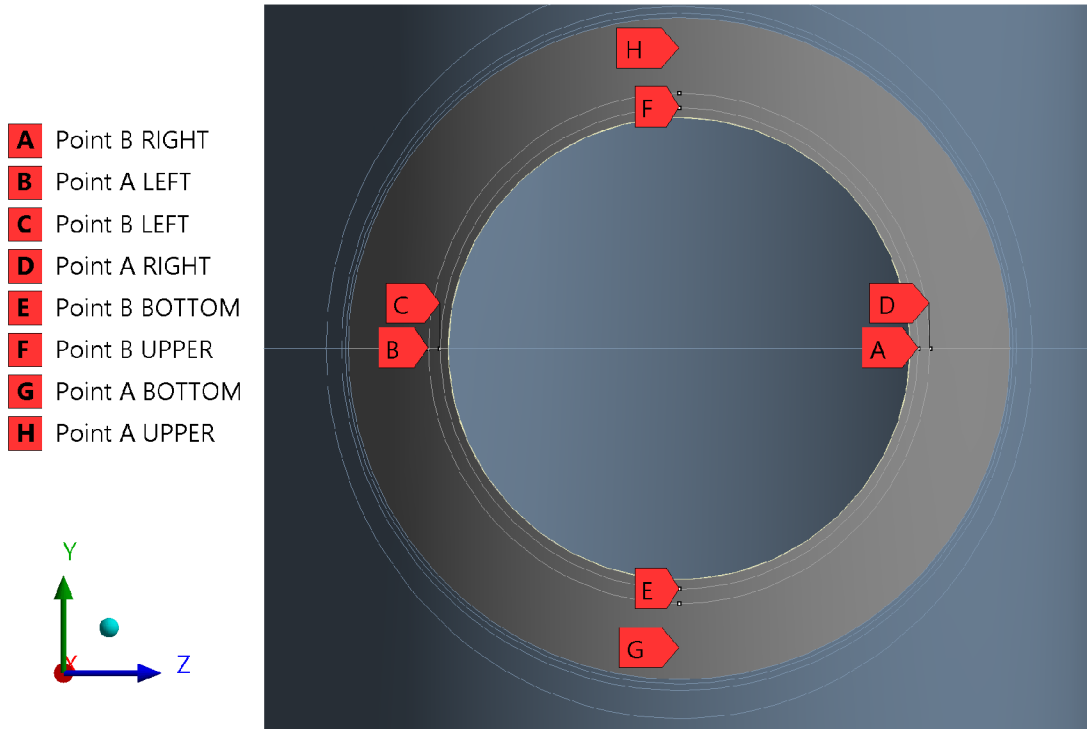 A Point B RIGHT
B Point A LEFT
C Point B LEFT
D Point A RIGHT
E Point B BOTTOM
F Point B UPPER
G Point A BOTTOM
H Point A UPPER
H
F
C
D
B
A
E
G
Y
X
Z